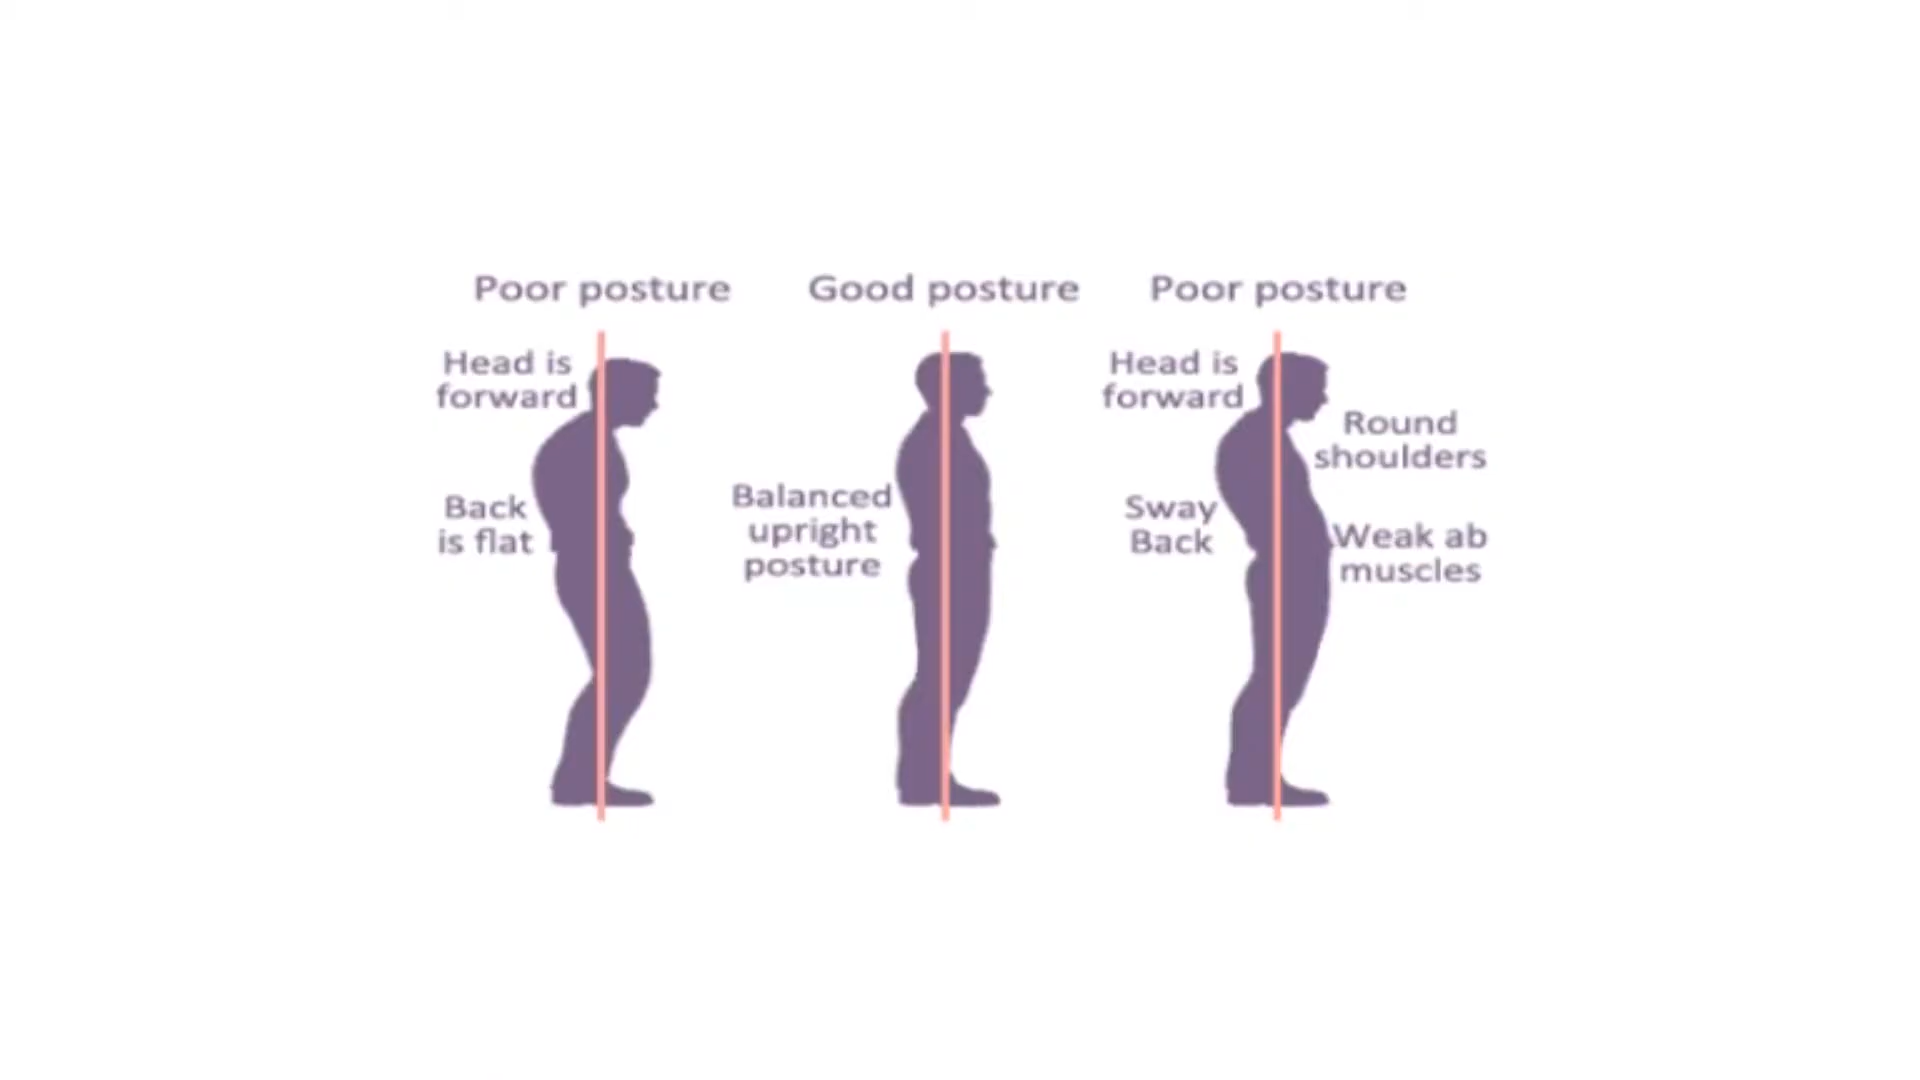 Poor posture
Good posture
Poor posture
Head is
forward
Back
is flat
Balanced
upright
posture
Head is
forward
Round
shoulders
Sway
Back
Weak ab
muscles